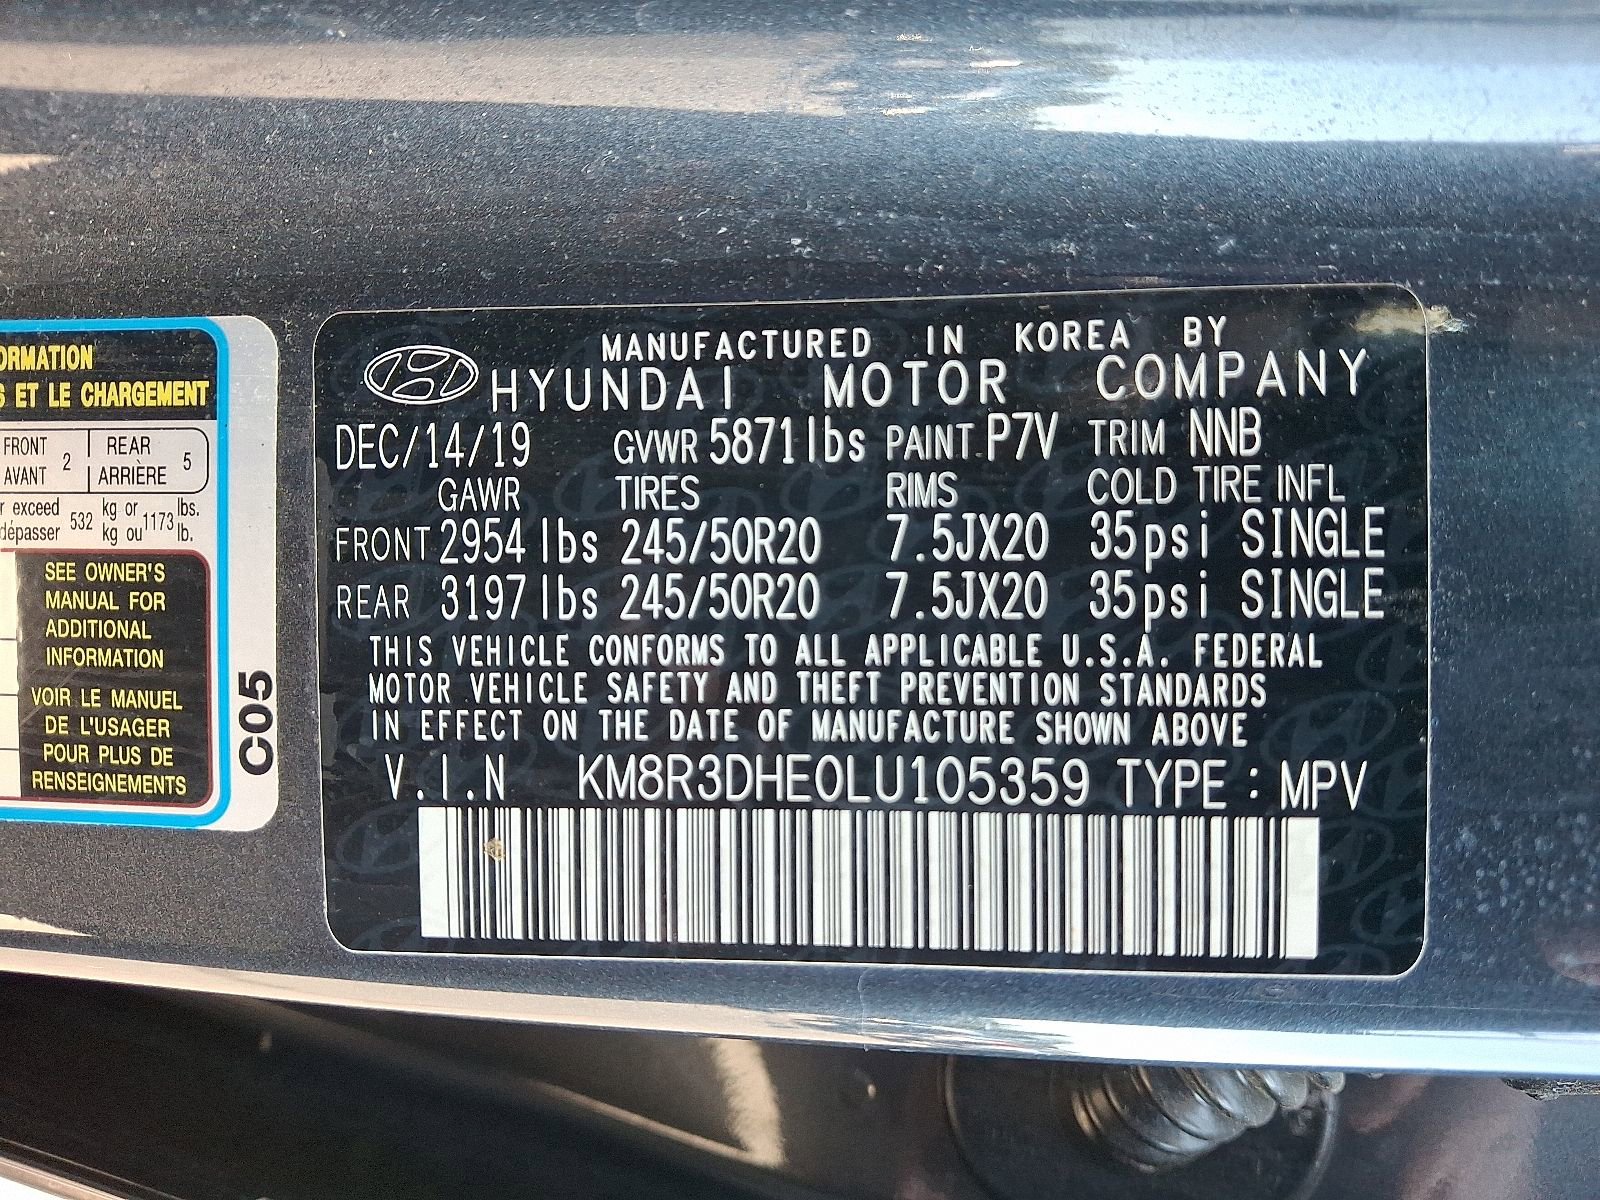 ORMATION
S ET LE CHARGEMENT
FRONT AVANT 2 REAR ARRIÈRE 5
r exceed dépasser 532 kg or kg ou 1173 lbs. lb.
SEE OWNER'S
MANUAL FOR
ADDITIONAL
INFORMATION
VOIR LE MANUEL
DE L'USAGER
POUR PLUS DE
RENSEIGNEMENTS
C05
MANUFACTURED IN KOREA BY
HYUNDAI MOTOR COMPANY
DEC/14/19 GVWR 5871lbs PAINT P7V TRIM NNB
GAWR TIRES RIMS COLD TIRE INFL
FRONT 2954 lbs 245/50R20 7.5JX20 35psi SINGLE
REAR 3197 lbs 245/50R20 7.5JX20 35psi SINGLE
THIS VEHICLE CONFORMS TO ALL APPLICABLE U.S.A. FEDERAL
MOTOR VEHICLE SAFETY AND THEFT PREVENTION STANDARDS
IN EFFECT ON THE DATE OF MANUFACTURE SHOWN ABOVE
V.I.N KM8R3DHE0LU105359 TYPE : MPV